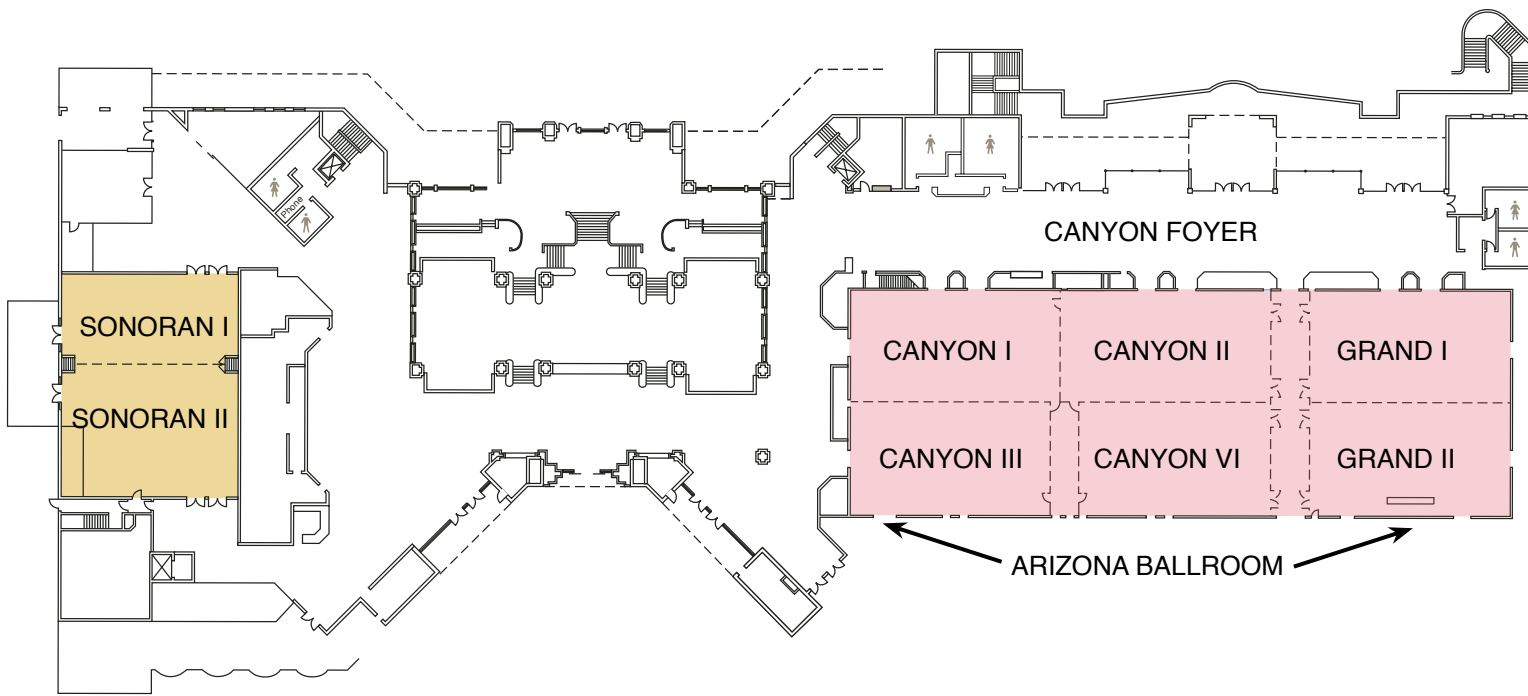 Phone
CANYON FOYER
SONORAN I
SONORAN II
CANYON I
CANYON II
GRAND I
CANYON III
CANYON VI
GRAND II
ARIZONA BALLROOM